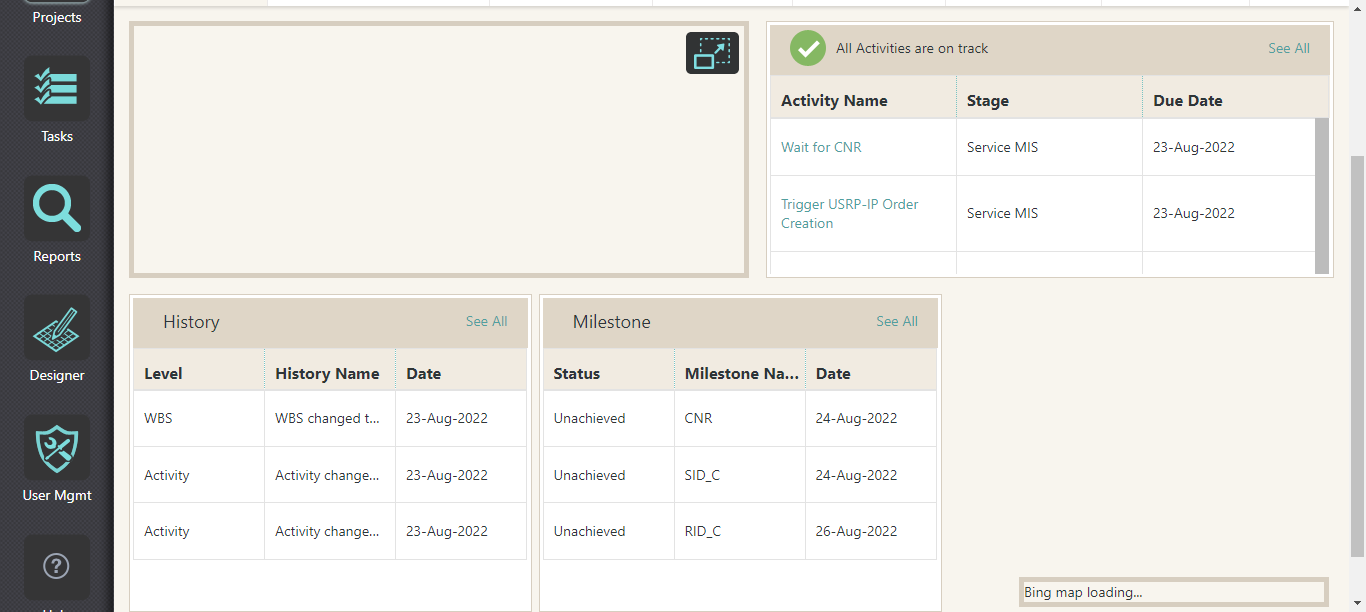 Projects
Tasks
Reports
Designer
User Mgmt
?
All Activities are on track See All
Activity Name Stage Due Date
Wait for CNR Service MIS 23-Aug-2022
Trigger USRP-IP Order
Creation Service MIS 23-Aug-2022
History See All
Level History Name Date
WBS WBS changed t... 23-Aug-2022
Activity Activity change... 23-Aug-2022
Activity Activity change... 23-Aug-2022
Milestone See All
Status Milestone Na... Date
Unachieved CNR 24-Aug-2022
Unachieved SID_C 24-Aug-2022
Unachieved RID_C 26-Aug-2022
Bing map loading...